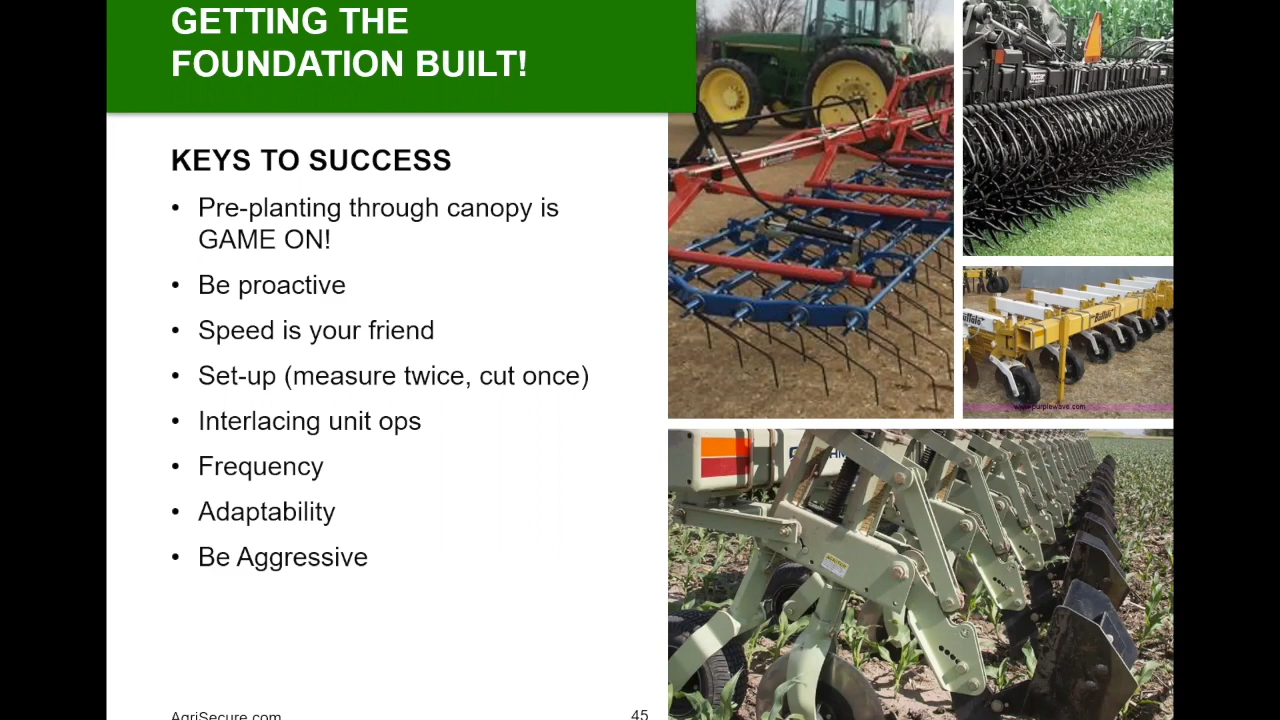 GETTING THE
FOUNDATION BUILT!
KEYS TO SUCCESS
• Pre-planting through canopy is
GAME ON!
• Be proactive
• Speed is your friend
• Set-up (measure twice, cut once)
• Interlacing unit ops
• Frequency
• Adaptability
• Be Aggressive
AgriSecure.com
45
Buffalo